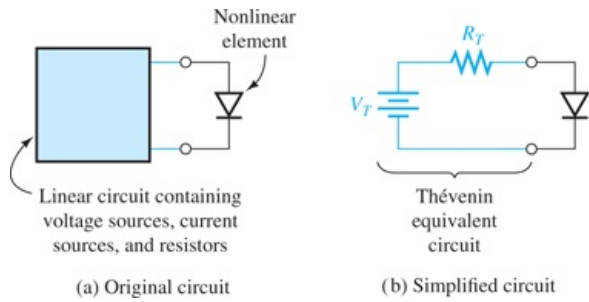 Nonlinear
element
Linear circuit containing
voltage sources, current
sources, and resistors
(a) Original circuit
R_T
V_T
Thévenin
equivalent
circuit
(b) Simplified circuit